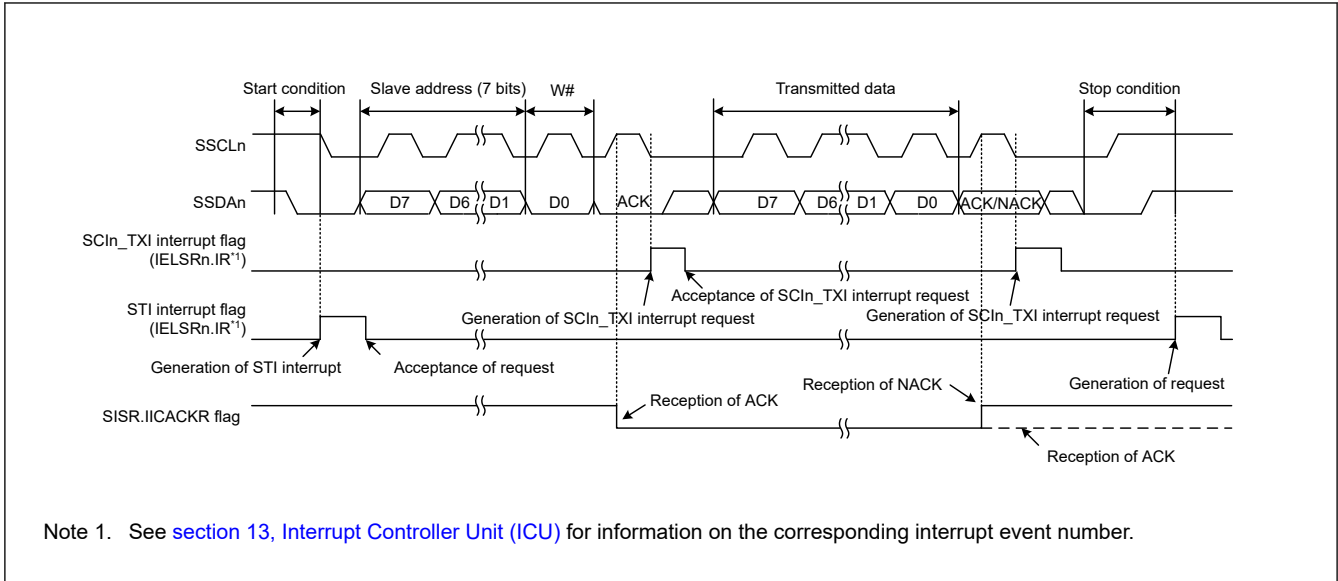 Start condition
Slave address (7 bits)
W#
Transmitted data
Stop condition
SSCLn
SSDAn
D7
D6
D1
D0
ACK
D7
D6
D1
D0
ACK/NACK
SCIn_TXI interrupt flag
(IELSRn.IR*1)
Acceptance of SCIn_TXI interrupt request
Generation of SCIn_TXI interrupt request
Generation of SCIn_TXI interrupt request
STI interrupt flag
(IELSRn.IR*1)
Generation of STI interrupt
Acceptance of request
Generation of request
SISR.IICACKR flag
Reception of ACK
Reception of NACK
Reception of ACK
Note 1. See section 13, Interrupt Controller Unit (ICU) for information on the corresponding interrupt event number.